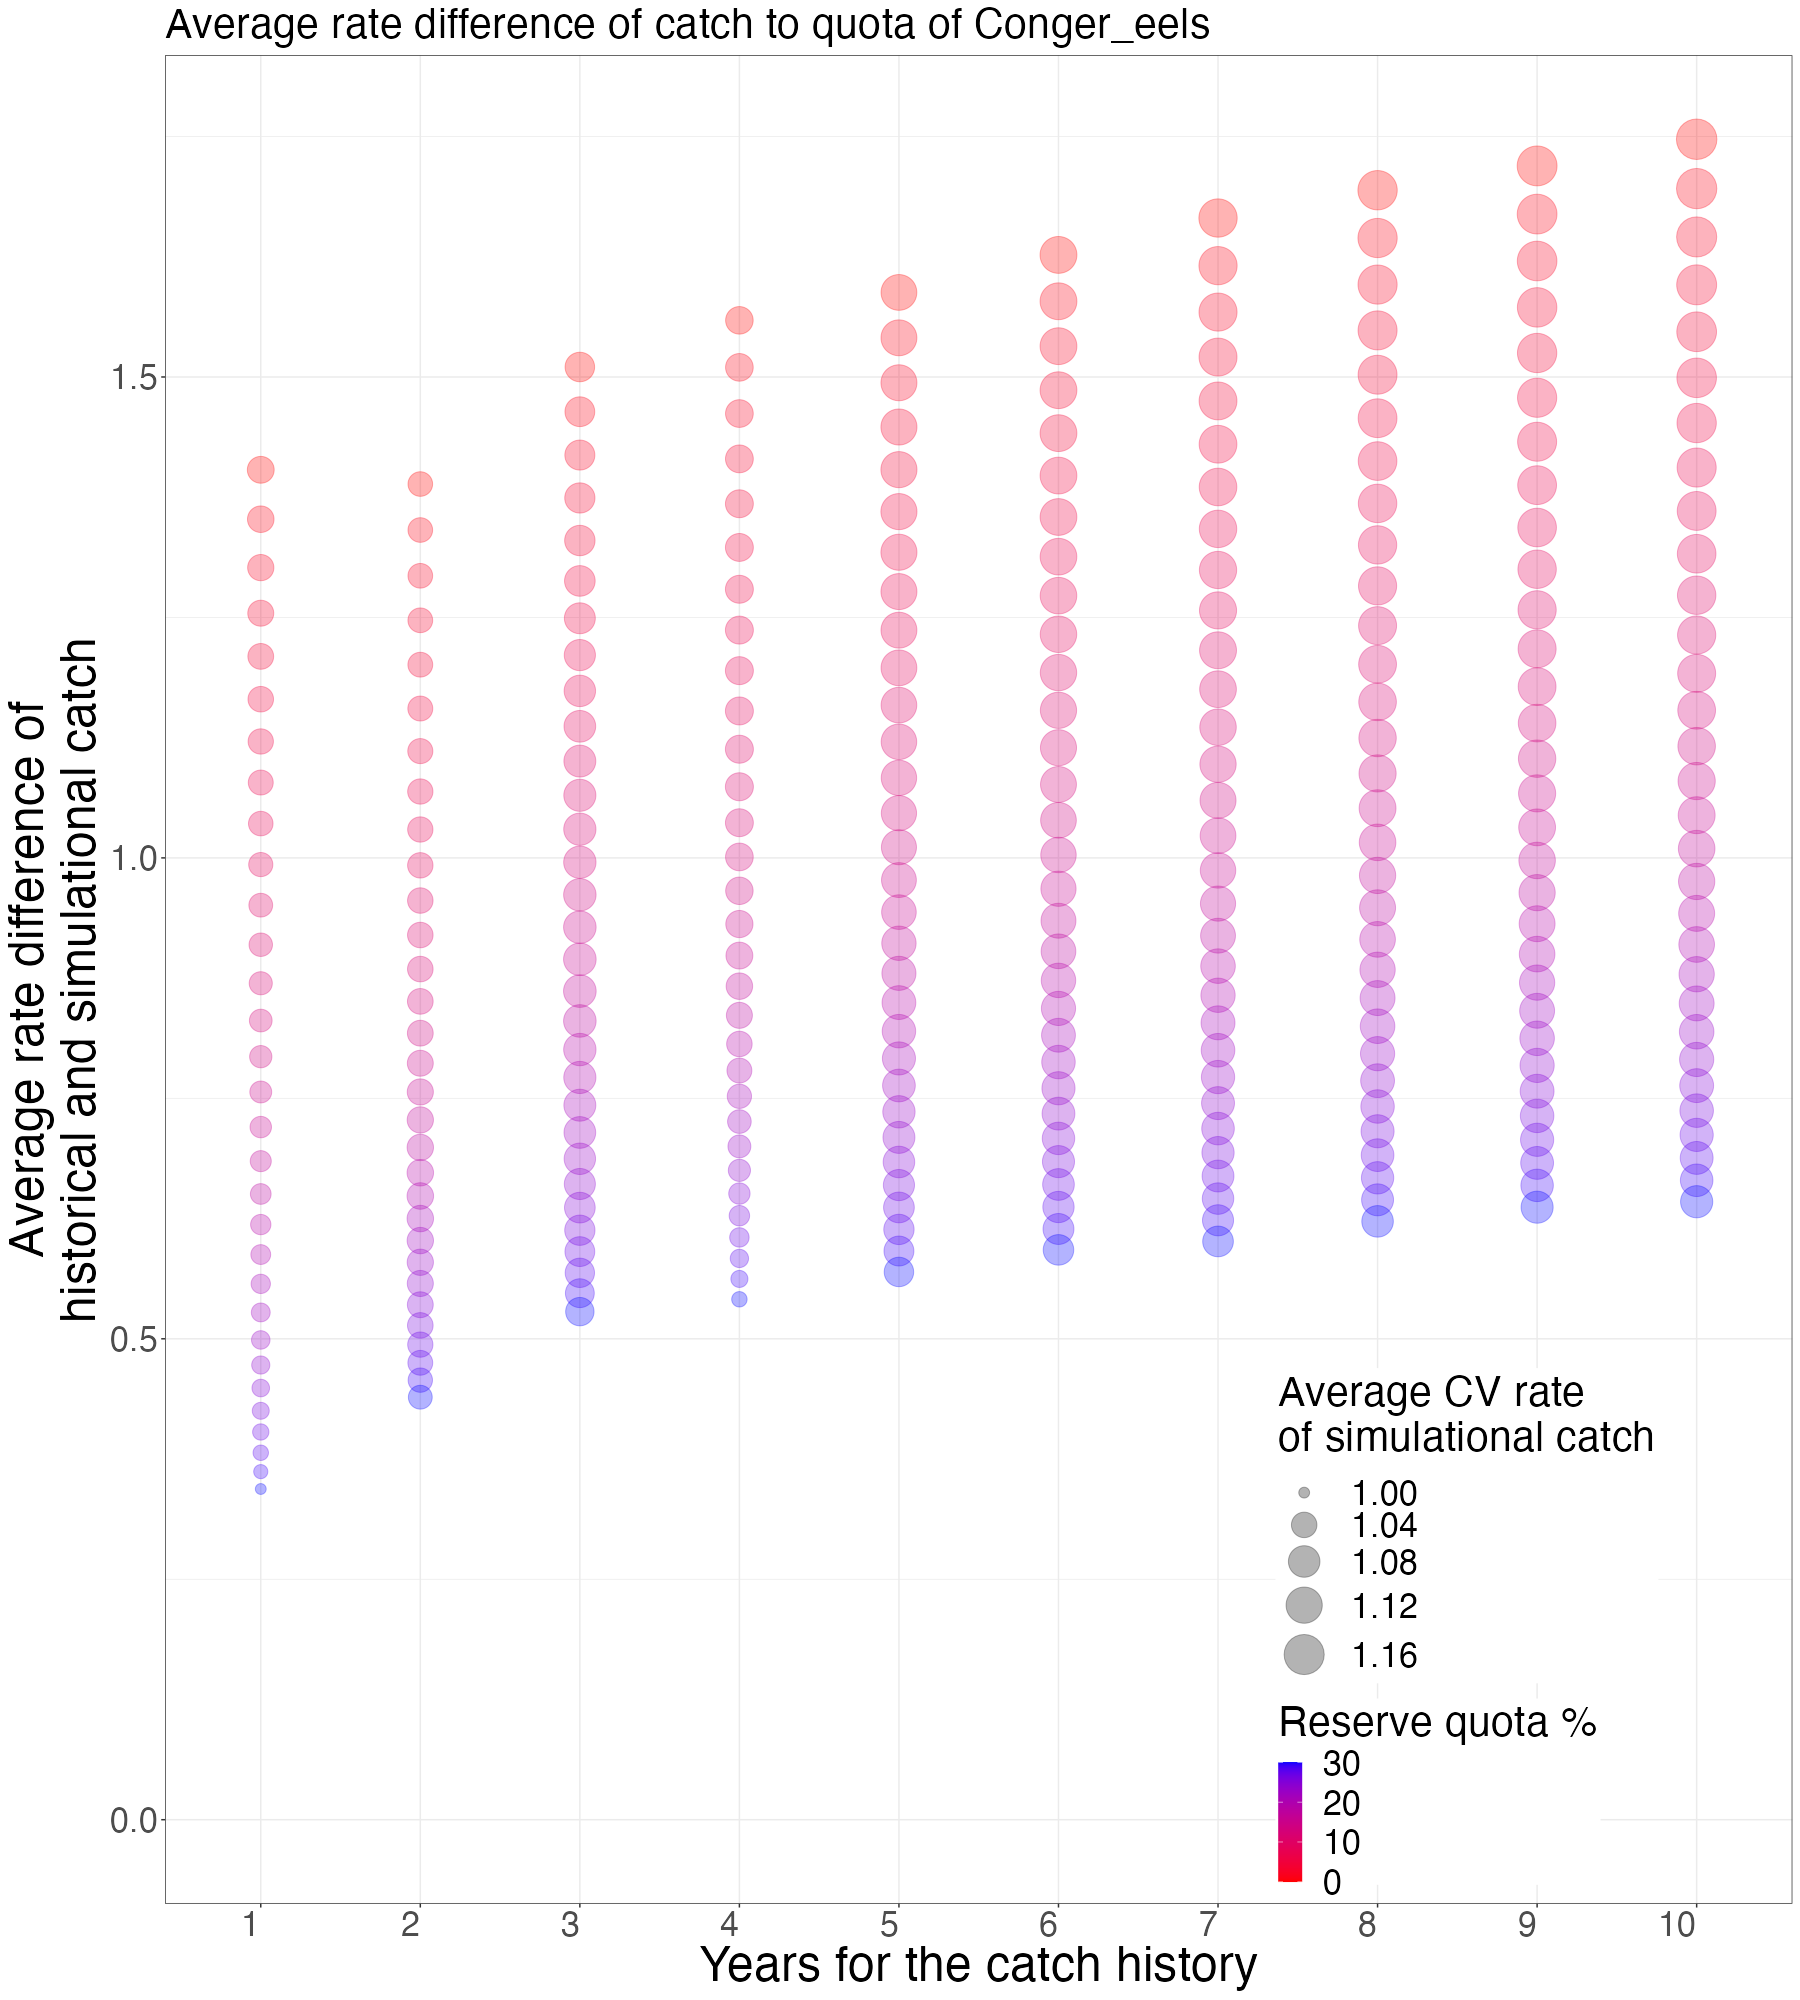 Average rate difference of catch to quota of Conger_eels
Average rate difference of
historical and simulational catch
1.5
1.0
0.5
0.0
Average CV rate
of simulational catch
1.00
1.04
1.08
1.12
1.16
Reserve quota %
30
20
10
0
1 2 3 4 5 6 7 8 9 10
Years for the catch history